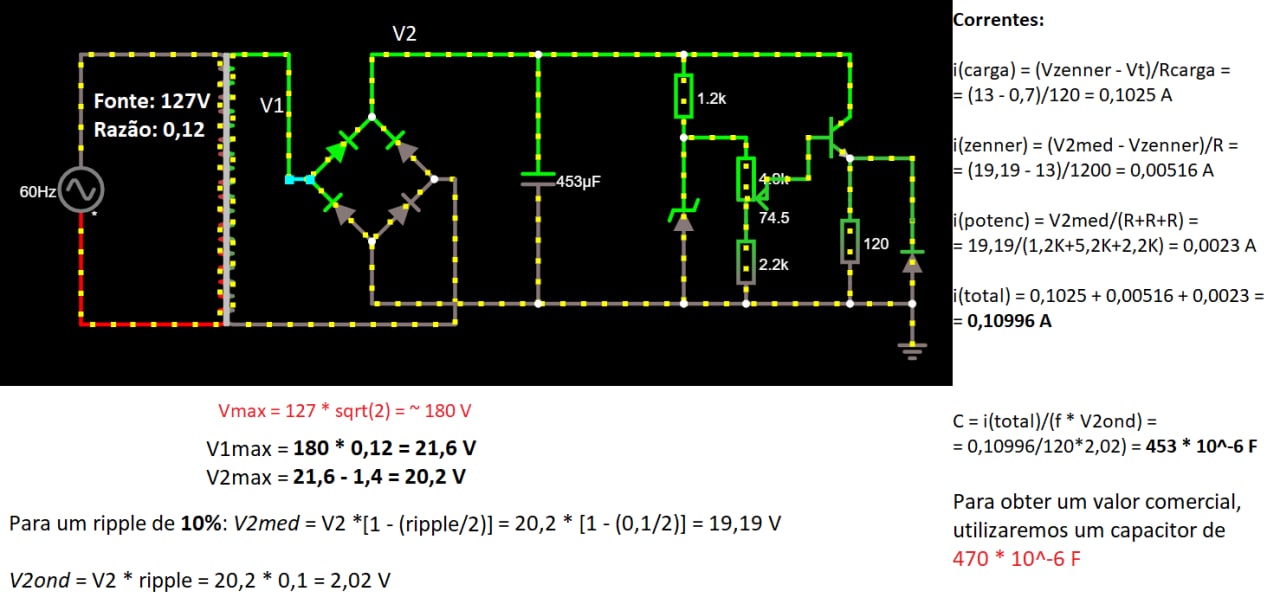 V2
V1
Fonte: 127V
Razão: 0,12
60Hz
*
453µF
1.2k
74.5
2.2k
120
Correntes:
i(carga) = (Vzenner - Vt)/Rcarga =
= (13 - 0,7)/120 = 0,1025 A
i(zenner) = (V2med - Vzenner)/R =
= (19,19 - 13)/1200 = 0,00516 A
i(potenc) = V2med/(R+R+R) =
= 19,19/(1,2K+5,2K+2,2K) = 0,0023 A
i(total) = 0,1025 + 0,00516 + 0,0023 =
= 0,10996 A
Vmax = 127 * sqrt(2) = ~ 180 V
V1max = 180 * 0,12 = 21,6 V
V2max = 21,6 - 1,4 = 20,2 V
Para um ripple de 10%: V2med = V2 *[1 - (ripple/2)] = 20,2 * [1 - (0,1/2)] = 19,19 V
V2ond = V2 * ripple = 20,2 * 0,1 = 2,02 V
C = i(total)/(f * V2ond) =
= 0,10996/120*2,02) = 453 * 10^-6 F
Para obter um valor comercial,
utilizaremos um capacitor de
470 * 10^-6 F